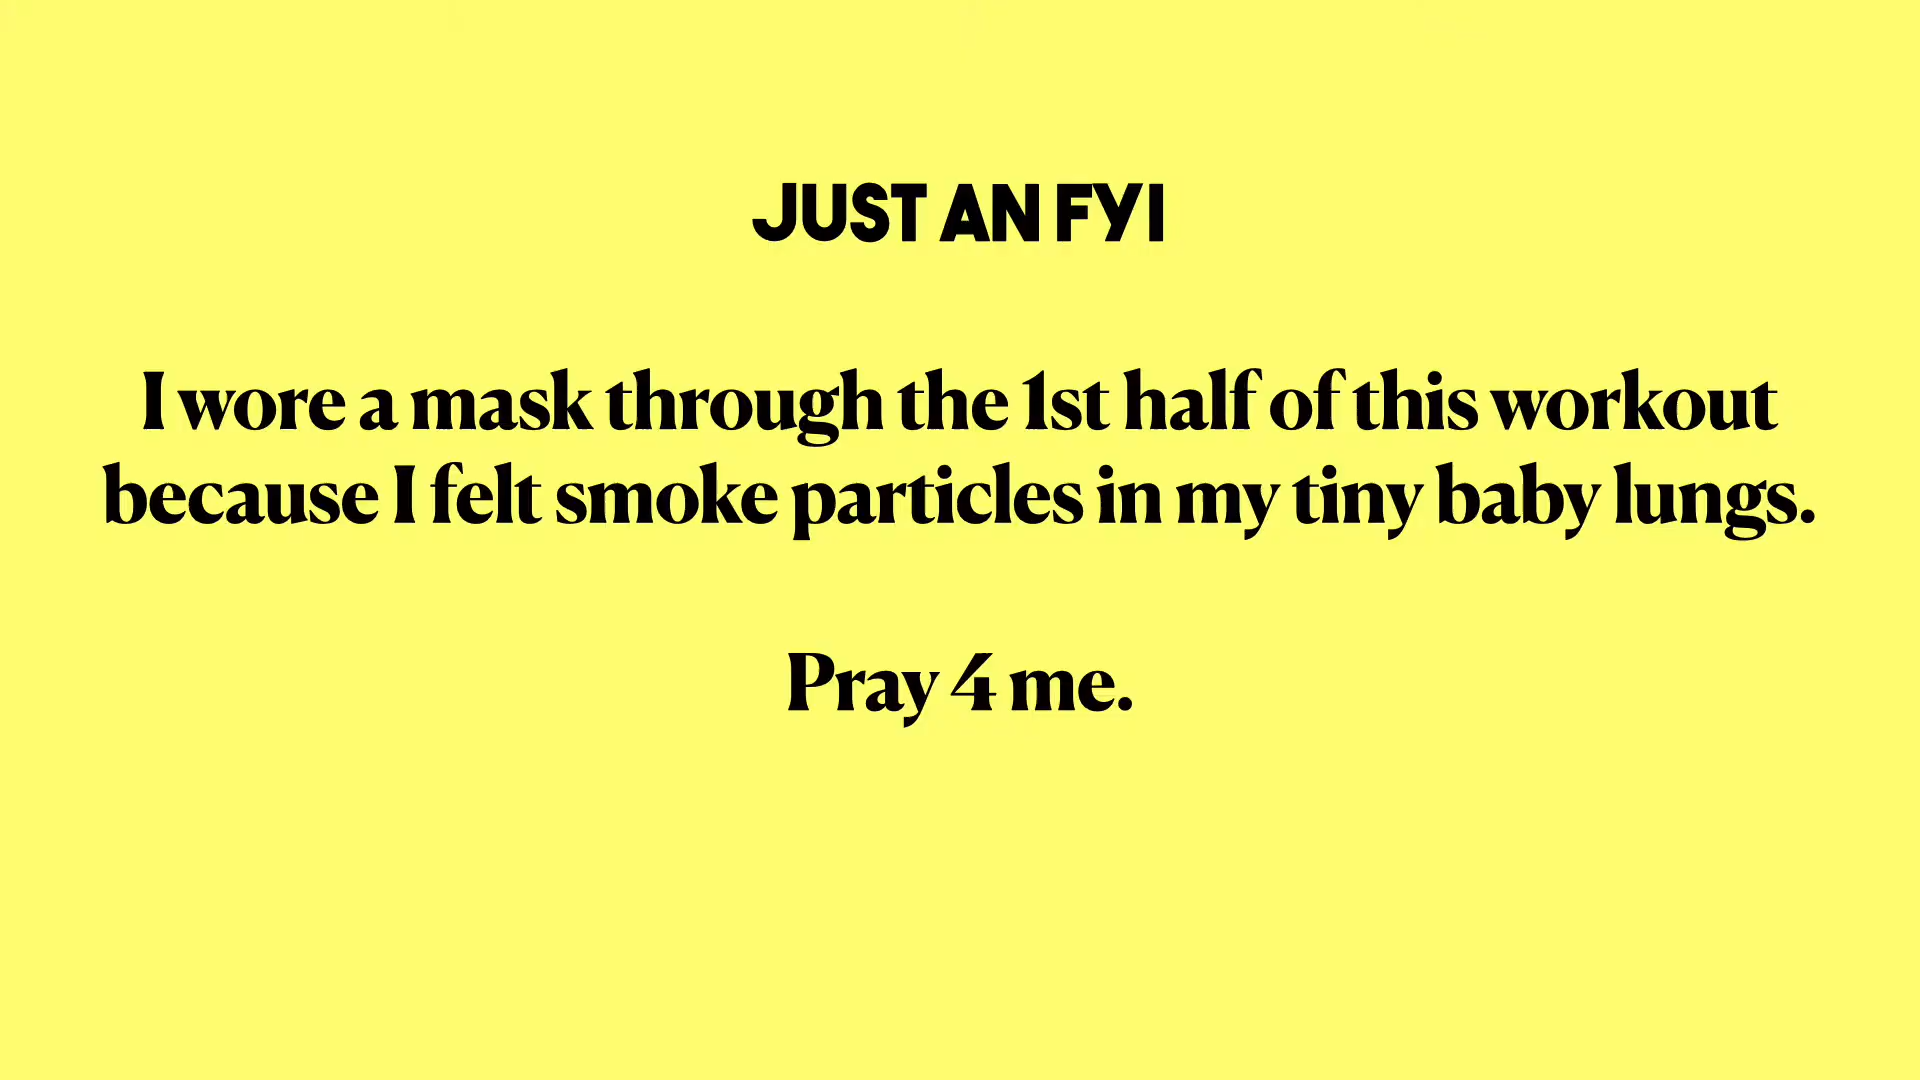 JUST AN FYI
I wore a mask through the 1st half of this workout
because I felt smoke particles in my tiny baby lungs.
Pray 4 me.